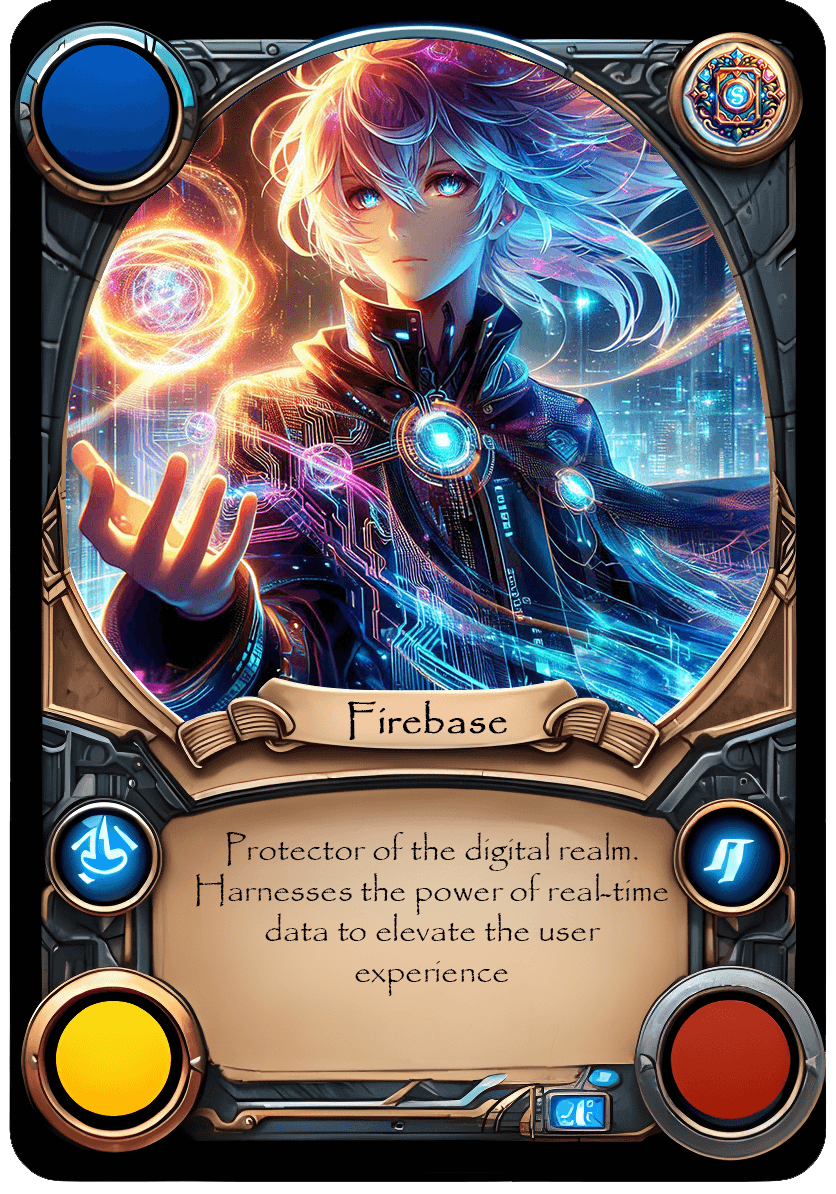 Firebase
Protector of the digital realm.
Harnesses the power of real-time
data to elevate the user
experience